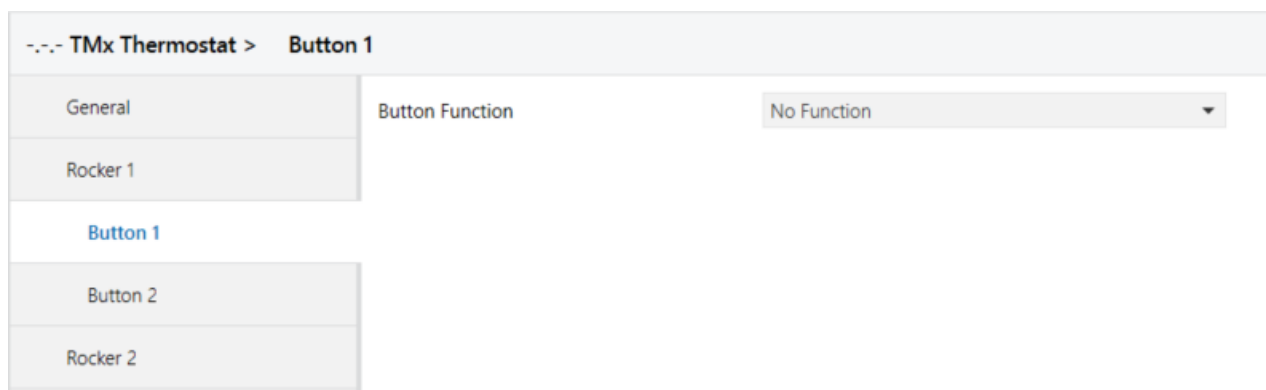 -.-.- TMx Thermostat > Button 1
General
Button Function
No Function
Rocker 1
Button 1
Button 2
Rocker 2